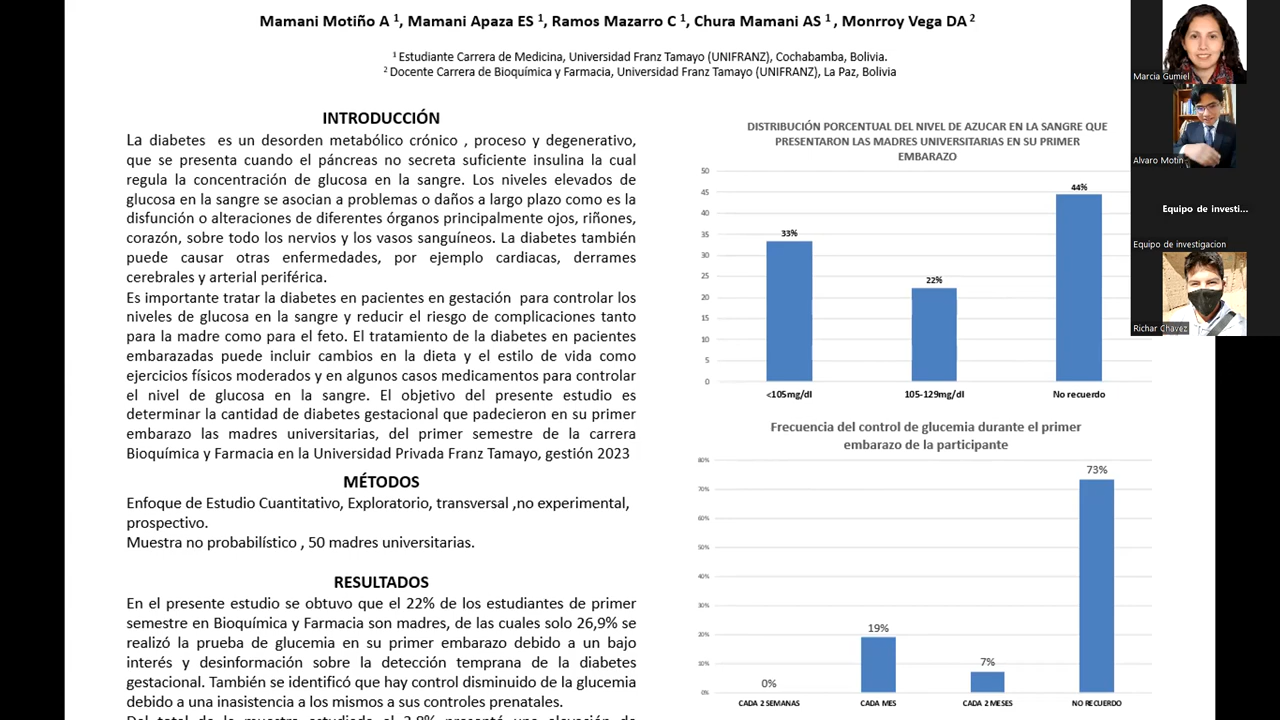 Mamani Motiño A ¹, Mamani Apaza ES ¹, Ramos Mazarro C ¹, Chura Mamani AS ¹ , Monrroy Vega DA ²
¹ Estudiante Carrera de Medicina, Universidad Franz Tamayo (UNIFRANZ), Cochabamba, Bolivia.
² Docente Carrera de Bioquímica y Farmacia, Universidad Franz Tamayo (UNIFRANZ), La Paz, Bolivia
INTRODUCCIÓN
La diabetes es un desorden metabólico crónico , proceso y degenerativo,
que se presenta cuando el páncreas no secreta suficiente insulina la cual
regula la concentración de glucosa en la sangre. Los niveles elevados de
glucosa en la sangre se asocian a problemas o daños a largo plazo como es la
disfunción o alteraciones de diferentes órganos principalmente ojos, riñones,
corazón, sobre todo los nervios y los vasos sanguíneos. La diabetes también
puede causar otras enfermedades, por ejemplo cardiacas, derrames
cerebrales y arterial periférica.
Es importante tratar la diabetes en pacientes en gestación para controlar los
niveles de glucosa en la sangre y reducir el riesgo de complicaciones tanto
para la madre como para el feto. El tratamiento de la diabetes en pacientes
embarazadas puede incluir cambios en la dieta y el estilo de vida como
ejercicios físicos moderados y en algunos casos medicamentos para controlar
el nivel de glucosa en la sangre. El objetivo del presente estudio es
determinar la cantidad de diabetes gestacional que padecieron en su primer
embarazo las madres universitarias, del primer semestre de la carrera
Bioquímica y Farmacia en la Universidad Privada Franz Tamayo, gestión 2023
MÉTODOS
Enfoque de Estudio Cuantitativo, Exploratorio, transversal ,no experimental,
prospectivo.
Muestra no probabilístico , 50 madres universitarias.
RESULTADOS
En el presente estudio se obtuvo que el 22% de los estudiantes de primer
semestre en Bioquímica y Farmacia son madres, de las cuales solo 26,9% se
realizó la prueba de glucemia en su primer embarazo debido a un bajo
interés y desinformación sobre la detección temprana de la diabetes
gestacional. También se identificó que hay control disminuido de la glucemia
debido a una inasistencia a los mismos a sus controles prenatales.
DISTRIBUCIÓN PORCENTUAL DEL NIVEL DE AZUCAR EN LA SANGRE QUE
PRESENTARON LAS MADRES UNIVERSITARIAS EN SU PRIMER
EMBARAZO
50
45
40
35
30
25
20
15
10
5
0
33%
22%
44%
<105mg/dl
105-129mg/dl
No recuerdo
Frecuencia del control de glucemia durante el primer
embarazo de la participante
80%
70%
60%
50%
40%
30%
20%
10%
0%
0%
19%
7%
73%
CADA 2 SEMANAS
CADA MES
CADA 2 MESES
NO RECUERDO
Marcia Gumiel
Alvaro Motiñ
Equipo de investi...
Equipo de investigacion
Richar Chavez